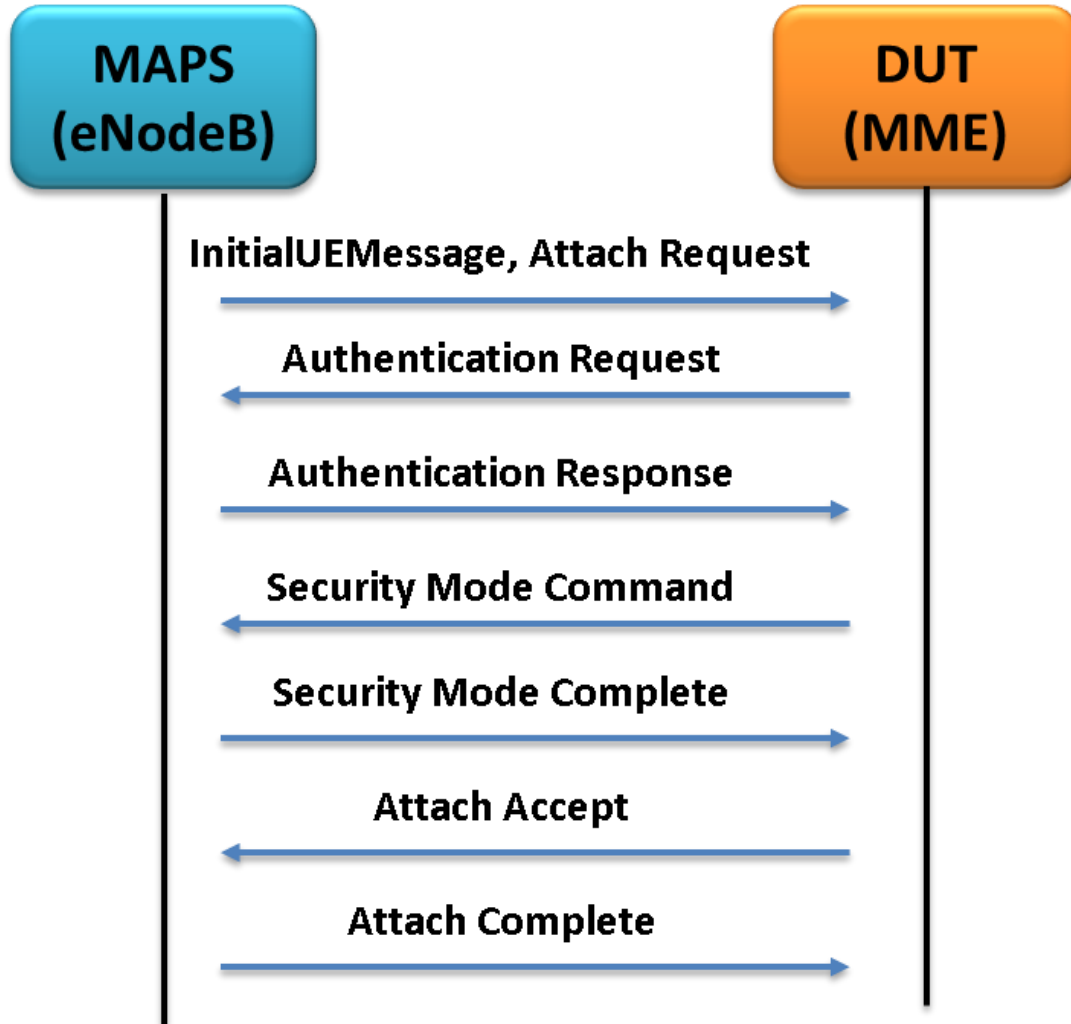 MAPS
(eNodeB)
DUT
(MME)
InitialUEMessage, Attach Request
Authentication Request
Authentication Response
Security Mode Command
Security Mode Complete
Attach Accept
Attach Complete